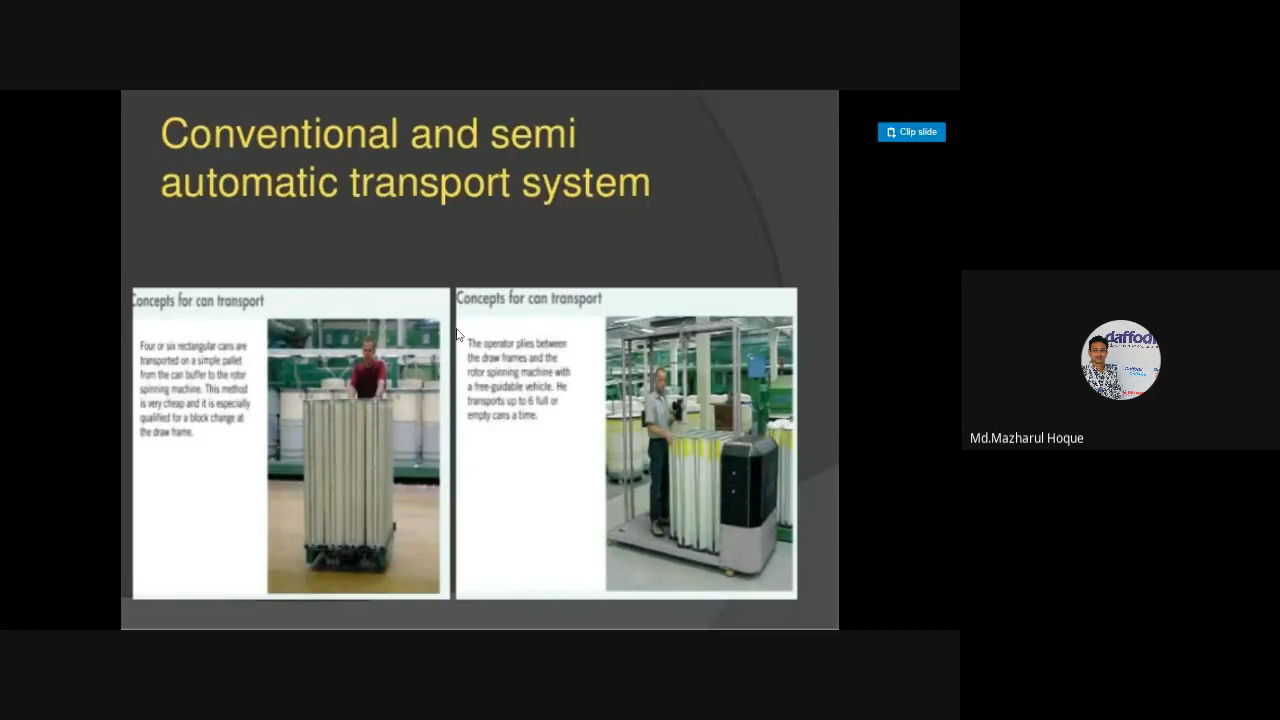 Conventional and semi
automatic transport system
Clip slide
Concepts for can transport
Four or six rectangular cans are
transported on a simple pallet
from the can buffer to the rotor
spinning machine. This method
is very cheap and it is especially
qualified for a block change at
the draw frame.
Concepts for can transport
The operator plies between
the draw frames and the
rotor spinning machine with
a free-guidable vehicle. He
transports up to 6 full or
empty cans a time.
daffodi
Md.Mazharul Hoque